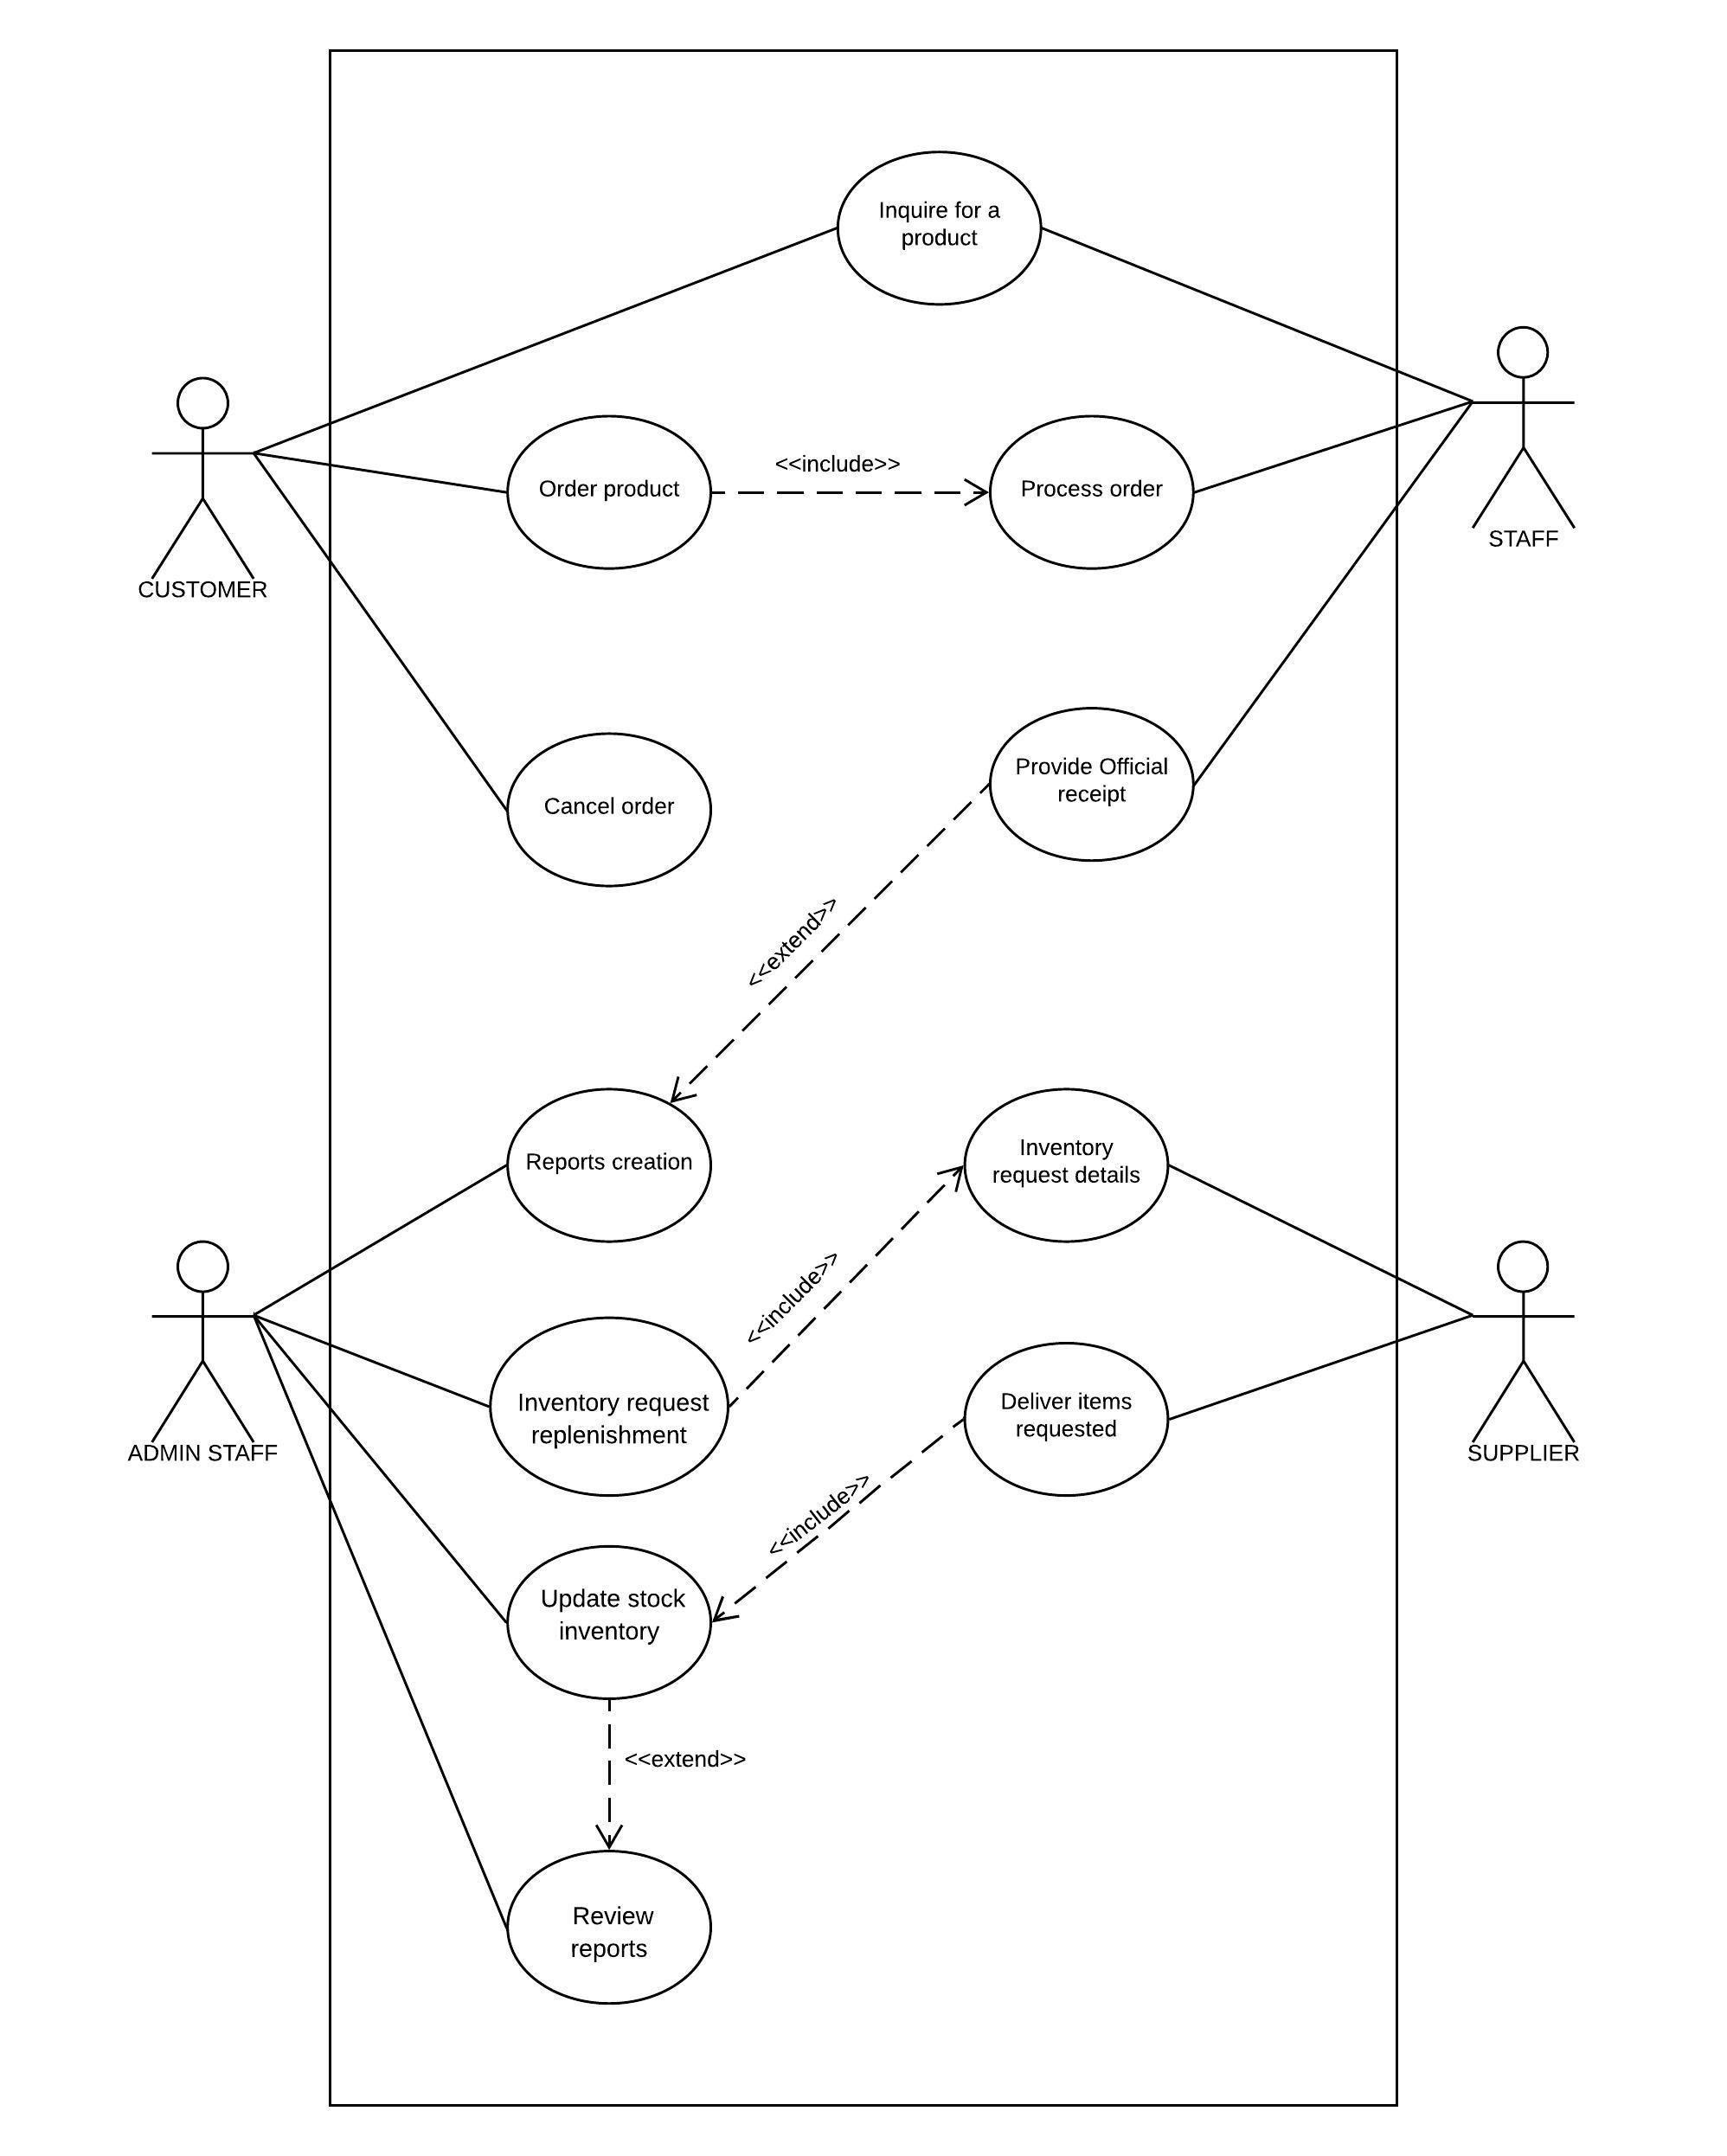 Inquire for a
product
Order product
<<include>>
Process order
STAFF
CUSTOMER
Provide Official
receipt
Cancel order
<<extend>>
Reports creation
Inventory
request details
<<include>>
Inventory request
replenishment
Deliver items
requested
ADMIN STAFF
SUPPLIER
<<include>>
Update stock
inventory
<<extend>>
Review
reports